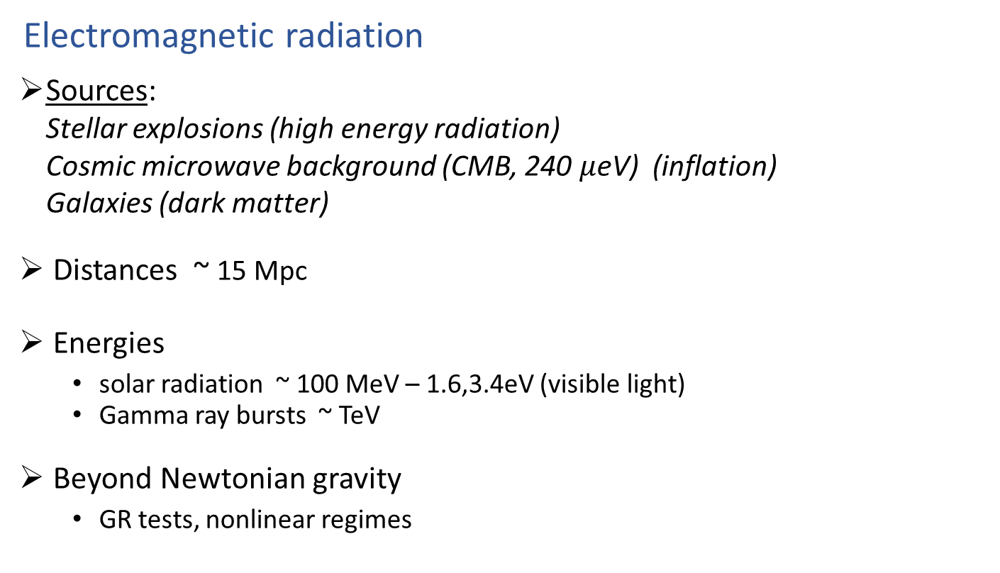 Electromagnetic radiation
➢ Sources:
Stellar explosions (high energy radiation)
Cosmic microwave background (CMB, 240 𝜇eV)  (inflation)
Galaxies (dark matter)
➢ Distances  ~ 15 Mpc
➢ Energies
• solar radiation  ~ 100 MeV – 1.6,3.4eV (visible light)
• Gamma ray bursts  ~ TeV
➢ Beyond Newtonian gravity
• GR tests, nonlinear regimes